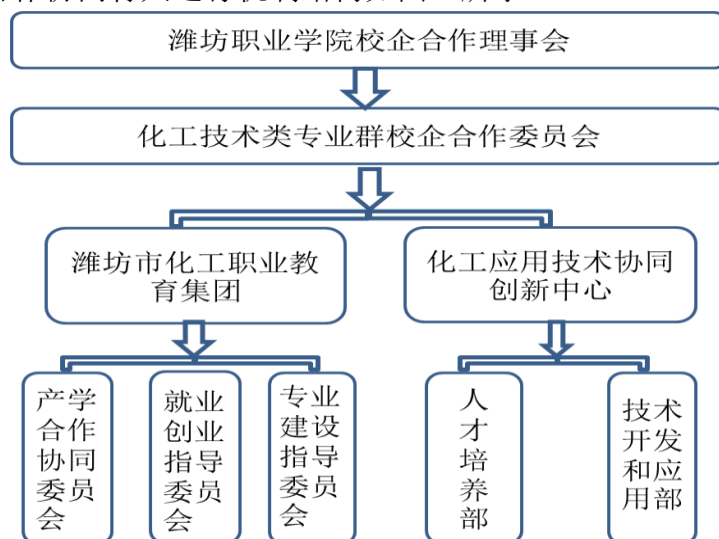 潍坊职业学院校企合作理事会
化工技术类专业群校企合作委员会
潍坊市化工职业教
育集团
化工应用技术协同
创新中心
产学
合作
协同
委员
会
就业
创业
指导
委员
会
专业
建设
指导
委员
会
人
才
培
养
部
技术
开发
和应
用部